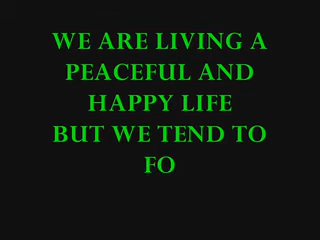 WE ARE LIVING A
PEACEFUL AND
HAPPY LIFE
BUT WE TEND TO
FO